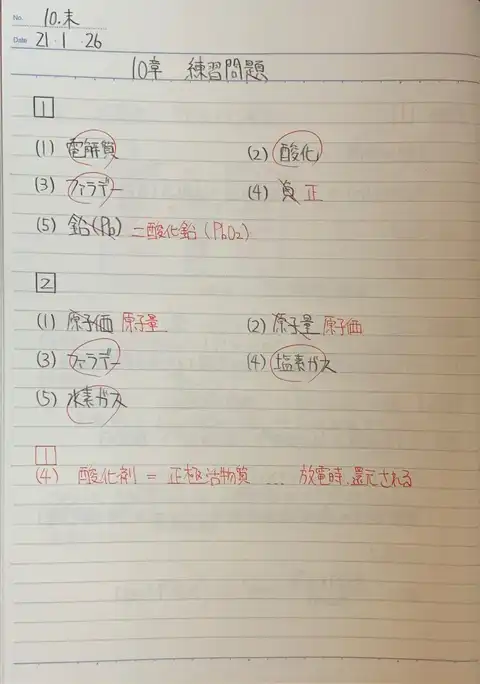 No. 10.末
Date 21・1・26
10章 練習問題
1
(1) 電解質 (2) 酸化
(3) ファラデー (4) 負 正
(5) 鉛(Pb) 二酸化鉛(PbO2)
2
(1) 原子価 原子量 (2) 原子量 原子価
(3) ファラデー (4) 塩素ガス
(5) 水素ガス
1
(4) 酸化剤 = 正極活物質 … 放電時、還元される